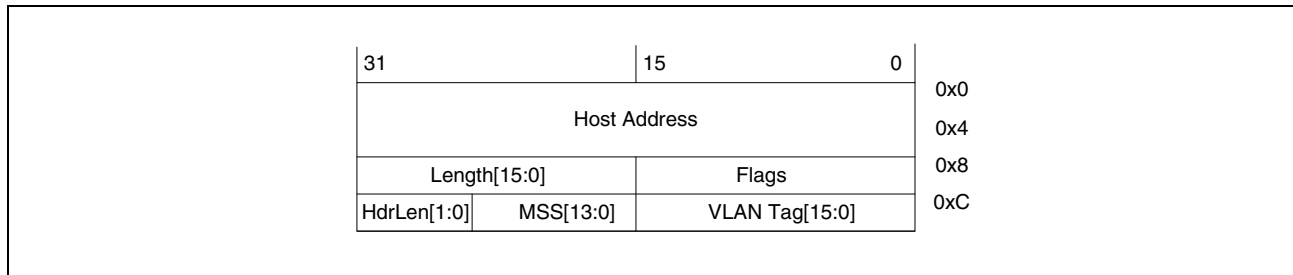 31 15 0
0x0
Host Address
0x4
Length[15:0] Flags 0x8
HdrLen[1:0] MSS[13:0] VLAN Tag[15:0] 0xC